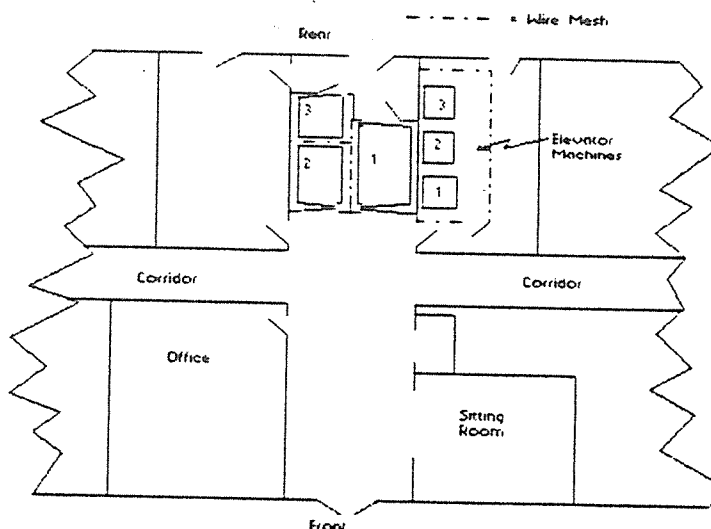 = Wire Mesh
Rear
3
3
2
2
1
1
Elevator
Machines
Corridor
Corridor
Office
Sitting
Room
Front